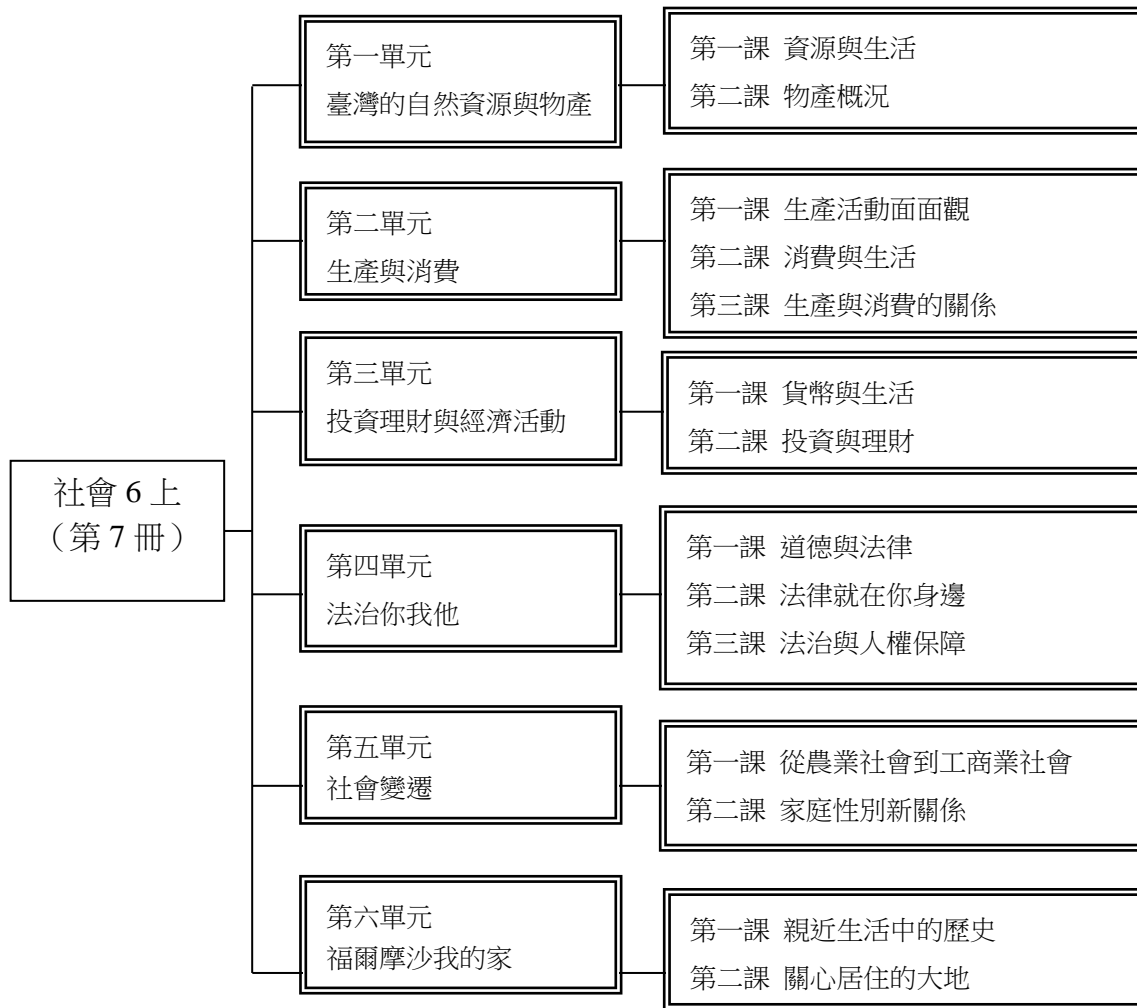 社會 6 上
（第 7 冊）
第一單元
臺灣的自然資源與物產
第一課 資源與生活
第二課 物產概況
第二單元
生產與消費
第一課 生產活動面面觀
第二課 消費與生活
第三課 生產與消費的關係
第三單元
投資理財與經濟活動
第一課 貨幣與生活
第二課 投資與理財
第四單元
法治你我他
第一課 道德與法律
第二課 法律就在你身邊
第三課 法治與人權保障
第五單元
社會變遷
第一課 從農業社會到工商業社會
第二課 家庭性別新關係
第六單元
福爾摩沙我的家
第一課 親近生活中的歷史
第二課 關心居住的大地